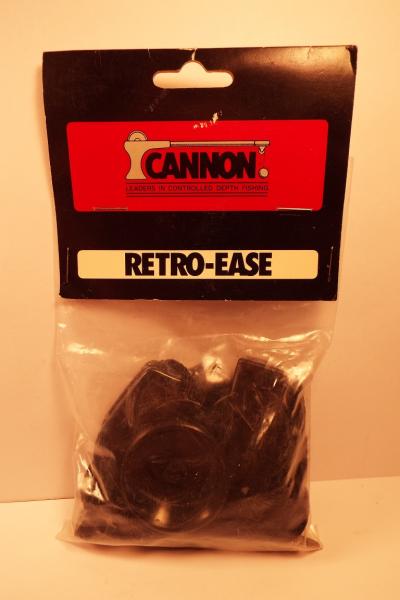 CANNON.
LEADERS IN CONTROLLED DEPTH FISHING
RETRO-EASE